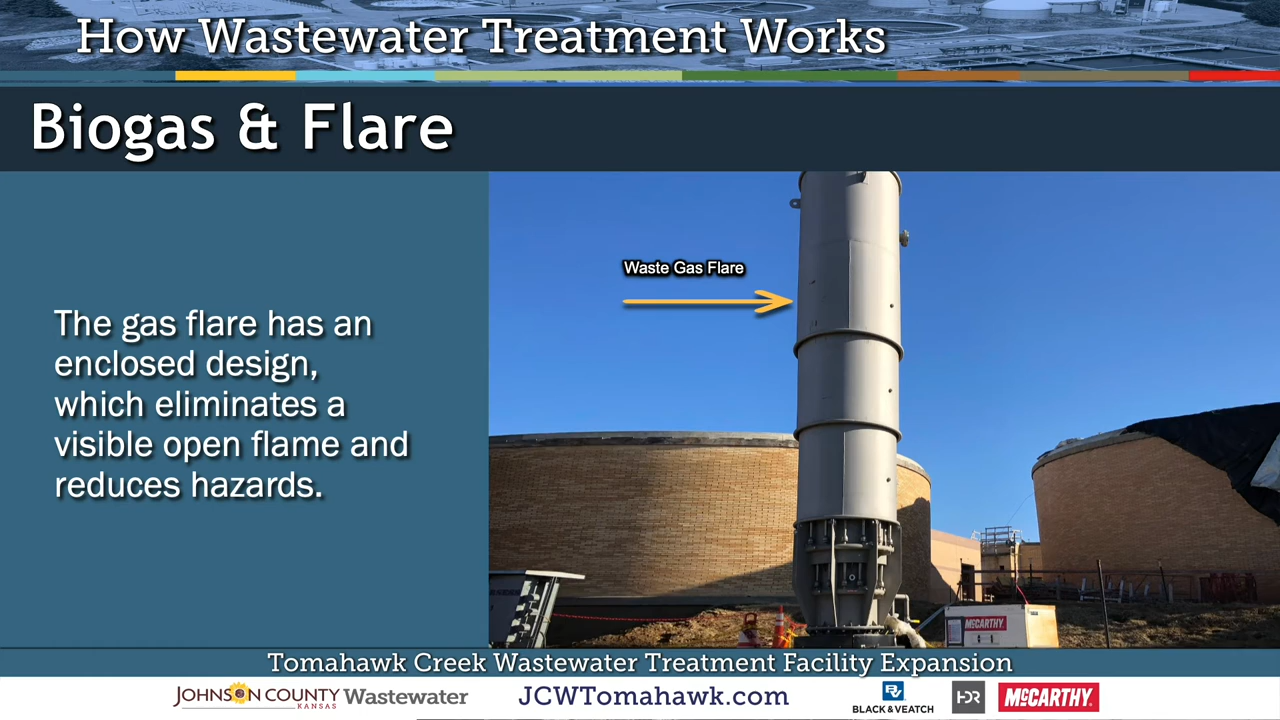 How Wastewater Treatment Works
Biogas & Flare
Waste Gas Flare
The gas flare has an
enclosed design,
which eliminates a
visible open flame and
reduces hazards.
McCARTHY
Tomahawk Creek Wastewater Treatment Facility Expansion
JOHNSON COUNTY
KANSAS
Wastewater
JCWTomahawk.com
BV
BLACK & VEATCH
HDR
McCARTHY